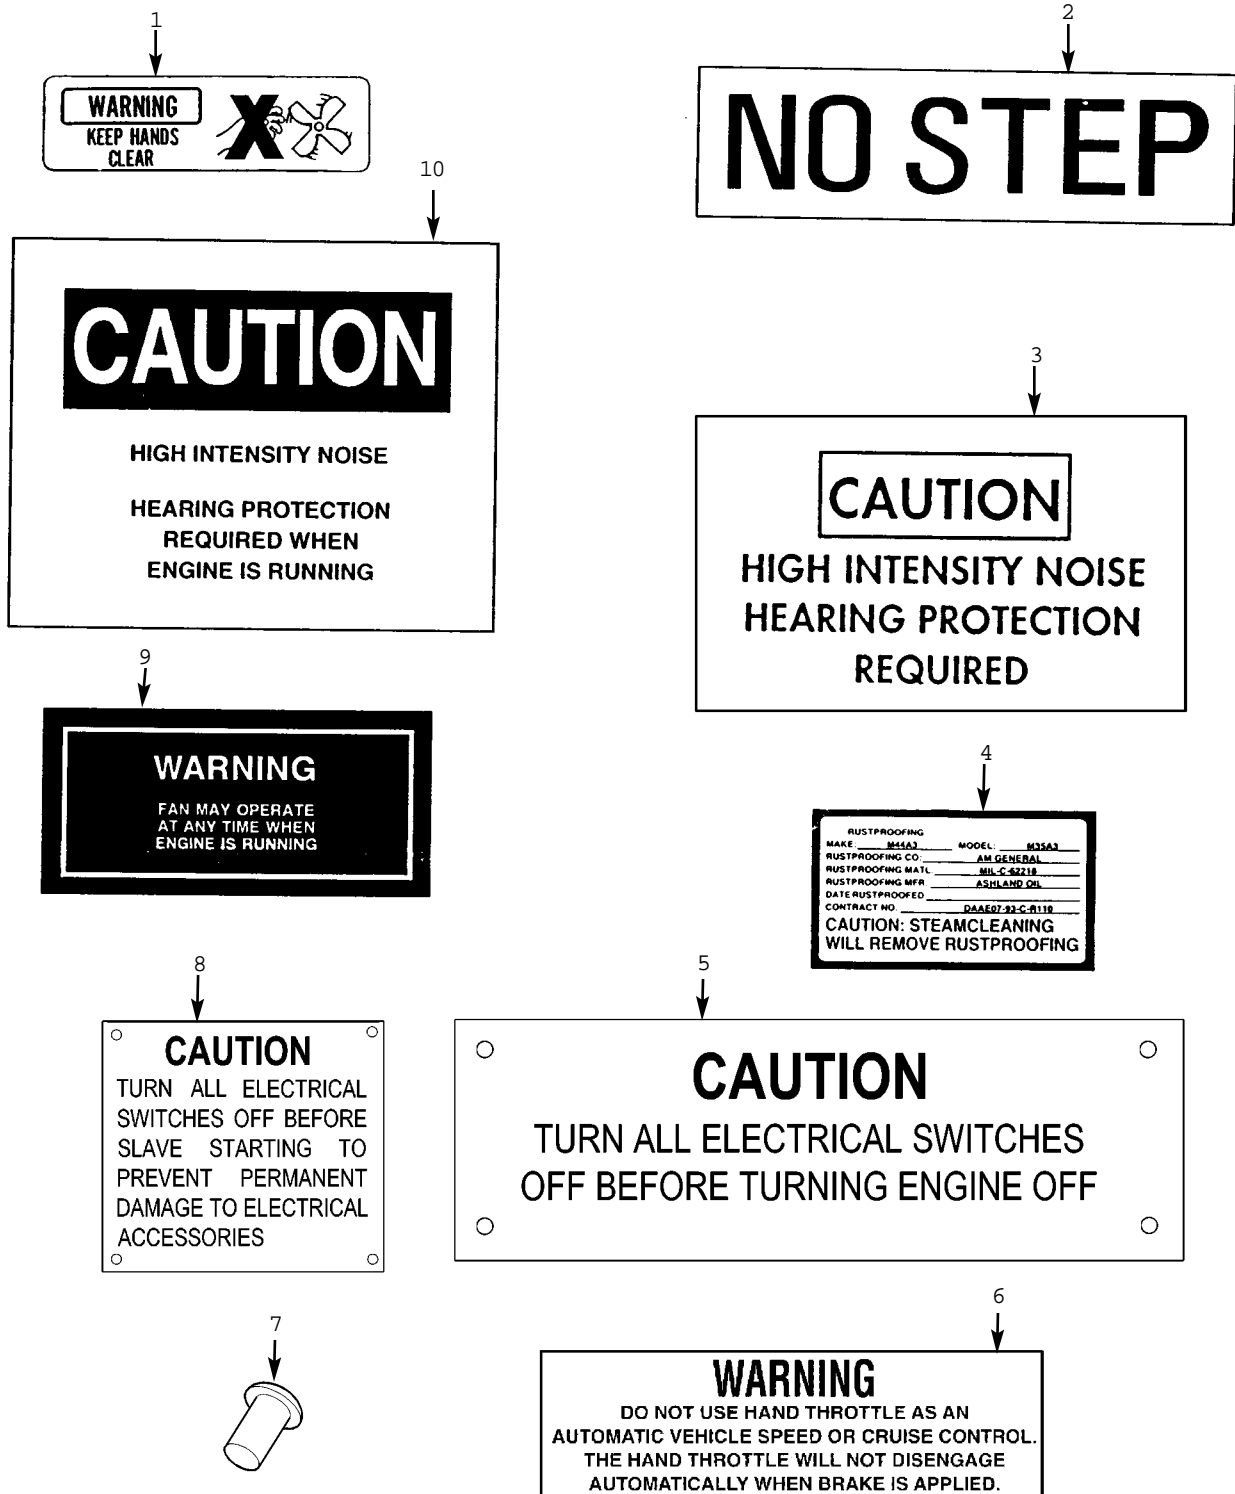 1
WARNING
KEEP HANDS
CLEAR
2
NO STEP
10
CAUTION
HIGH INTENSITY NOISE
HEARING PROTECTION
REQUIRED WHEN
ENGINE IS RUNNING
3
CAUTION
HIGH INTENSITY NOISE
HEARING PROTECTION
REQUIRED
9
WARNING
FAN MAY OPERATE
AT ANY TIME WHEN
ENGINE IS RUNNING
4
RUSTPROOFING
MAKE: M44A3 MODEL: M35A3
RUSTPROOFING CO: AM GENERAL
RUSTPROOFING MATL MIL-C-62218
RUSTPROOFING MFR. ASHLAND OIL
DATE RUSTPROOFED
CONTRACT NO. DAAE07-93-C-R110
CAUTION: STEAMCLEANING
WILL REMOVE RUSTPROOFING
8
CAUTION
TURN ALL ELECTRICAL
SWITCHES OFF BEFORE
SLAVE STARTING TO
PREVENT PERMANENT
DAMAGE TO ELECTRICAL
ACCESSORIES
5
CAUTION
TURN ALL ELECTRICAL SWITCHES
OFF BEFORE TURNING ENGINE OFF
7
6
WARNING
DO NOT USE HAND THROTTLE AS AN
AUTOMATIC VEHICLE SPEED OR CRUISE CONTROL.
THE HAND THROTTLE WILL NOT DISENGAGE
AUTOMATICALLY WHEN BRAKE IS APPLIED.